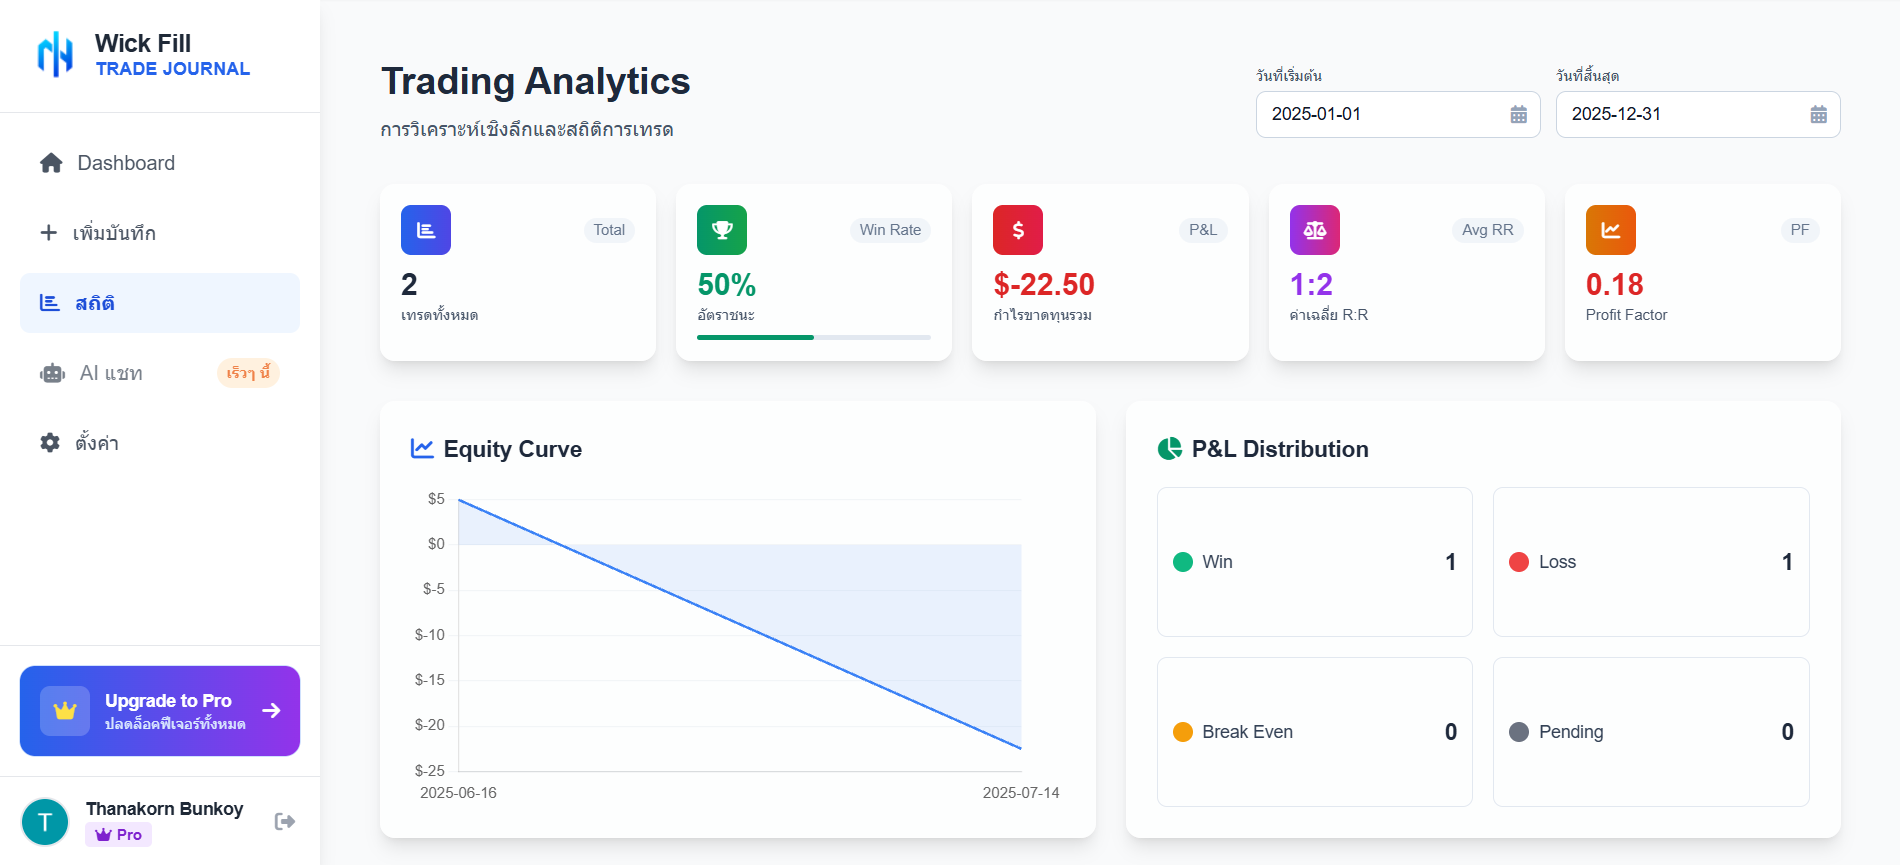 Wick Fill
TRADE JOURNAL
Dashboard
เพิ่มบันทึก
สถิติ
AI แชท
เร็วๆ นี้
ตั้งค่า
Upgrade to Pro
ปลดล็อคฟีเจอร์ทั้งหมด
T
Thanakorn Bunkoy
Pro
Trading Analytics
การวิเคราะห์เชิงลึกและสถิติการเทรด
วันที่เริ่มต้น
2025-01-01
วันที่สิ้นสุด
2025-12-31
Total
2
เทรดทั้งหมด
Win Rate
50%
อัตราชนะ
$
P&L
$-22.50
กำไรขาดทุนรวม
Avg RR
1:2
ค่าเฉลี่ย R:R
PF
0.18
Profit Factor
Equity Curve
$5
$0
$-5
$-10
$-15
$-20
$-25
2025-06-16
2025-07-14
P&L Distribution
Win 1
Loss 1
Break Even 0
Pending 0